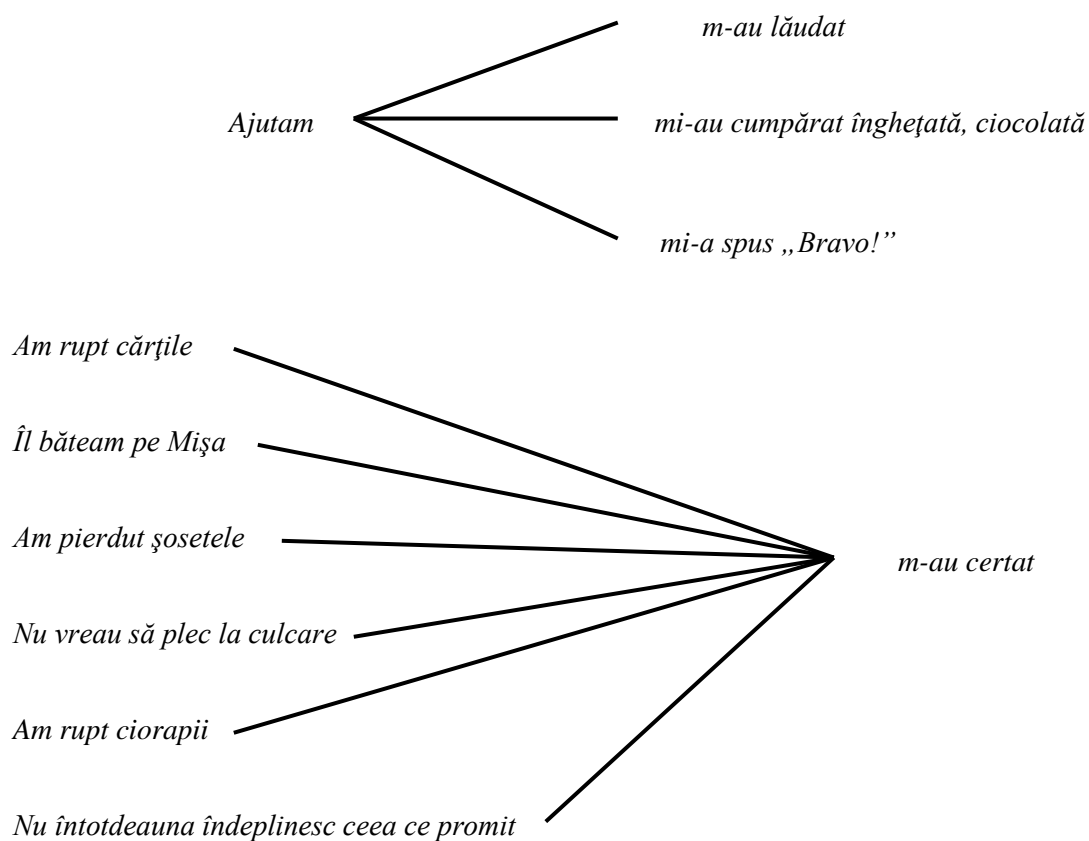 m-au lăudat
Ajutam
mi-au cumpărat îngheţată, ciocolată
mi-a spus „Bravo!”
Am rupt cărţile
Îl băteam pe Mişa
Am pierdut şosetele
m-au certat
Nu vreau să plec la culcare
Am rupt ciorapii
Nu întotdeauna îndeplinesc ceea ce promit